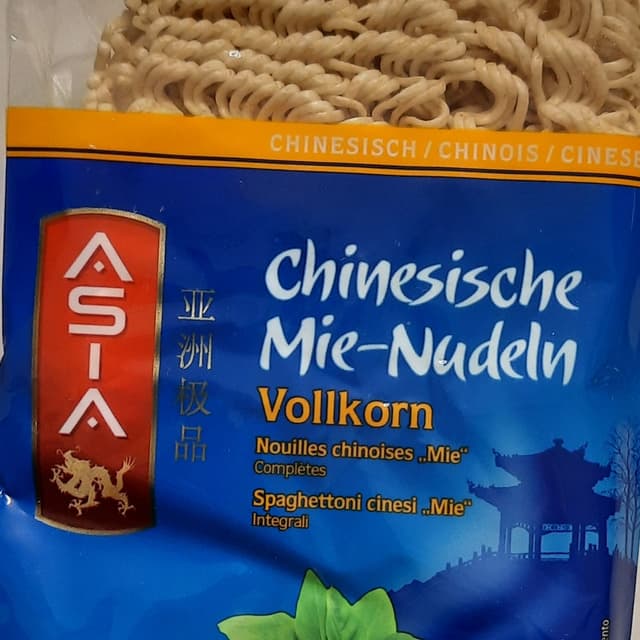 CHINESISCH / CHINOIS / CINESE
ASIA
亚洲极品
Chinesische
Mie-Nudeln
Vollkorn
Nouilles chinoises „Mie“
Complètes
Spaghettoni cinesi „Mie“
Integrali